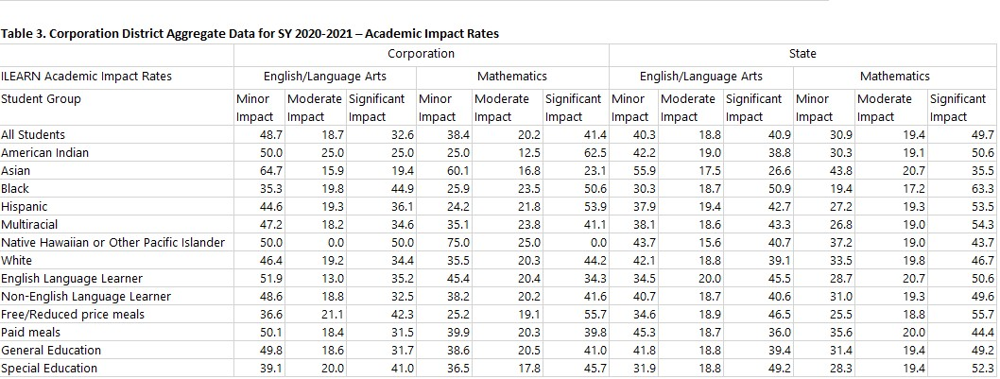 Table 3. Corporation District Aggregate Data for SY 2020-2021 – Academic Impact Rates
Corporation State
ILEARN Academic Impact Rates English/Language Arts Mathematics English/Language Arts Mathematics
Student Group Minor Moderate Significant Minor Moderate Significant Minor Moderate Significant Minor Moderate Significant
Impact Impact Impact Impact Impact Impact Impact Impact Impact Impact Impact Impact
All Students 48.7 18.7 32.6 38.4 20.2 41.4 40.3 18.8 40.9 30.9 19.4 49.7
American Indian 50.0 25.0 25.0 25.0 12.5 62.5 42.2 19.0 38.8 30.3 19.1 50.6
Asian 64.7 15.9 19.4 60.1 16.8 23.1 55.9 17.5 26.6 43.8 20.7 35.5
Black 35.3 19.8 44.9 25.9 23.5 50.6 30.3 18.7 50.9 19.4 17.2 63.3
Hispanic 44.6 19.3 36.1 24.2 21.8 53.9 37.9 19.4 42.7 27.2 19.3 53.5
Multiracial 47.2 18.2 34.6 35.1 23.8 41.1 38.1 18.6 43.3 26.8 19.0 54.3
Native Hawaiian or Other Pacific Islander 50.0 0.0 50.0 75.0 25.0 0.0 43.7 15.6 40.7 37.2 19.0 43.7
White 46.4 19.2 34.4 35.5 20.3 44.2 42.1 18.8 39.1 33.5 19.8 46.7
English Language Learner 51.9 13.0 35.2 45.4 20.4 34.3 34.5 20.0 45.5 28.7 20.7 50.6
Non-English Language Learner 48.6 18.8 32.5 38.2 20.2 41.6 40.7 18.7 40.6 31.0 19.3 49.6
Free/Reduced price meals 36.6 21.1 42.3 25.2 19.1 55.7 34.6 18.9 46.5 25.5 18.8 55.7
Paid meals 50.1 18.4 31.5 39.9 20.3 39.8 45.3 18.7 36.0 35.6 20.0 44.4
General Education 49.8 18.6 31.7 38.6 20.5 41.0 41.8 18.8 39.4 31.4 19.4 49.2
Special Education 39.1 20.0 41.0 36.5 17.8 45.7 31.9 18.8 49.2 28.3 19.4 52.3